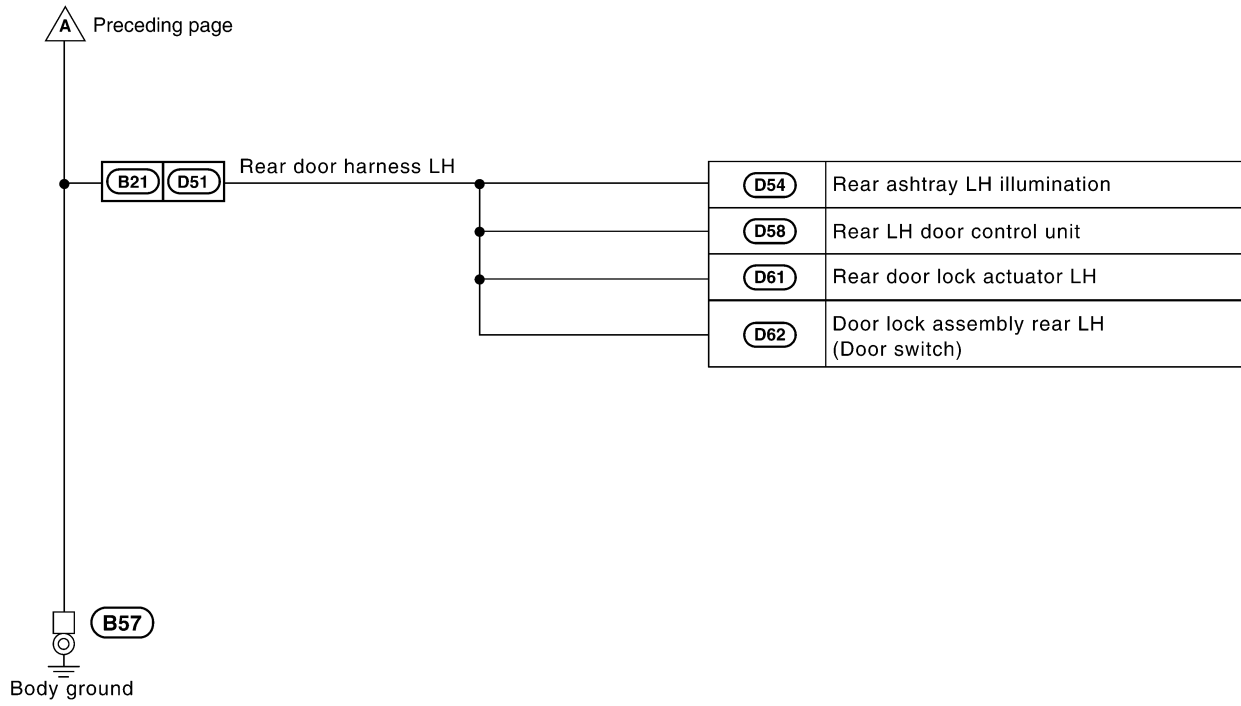 A Preceding page
B21 D51 Rear door harness LH
D54 Rear ashtray LH illumination
D58 Rear LH door control unit
D61 Rear door lock actuator LH
D62 Door lock assembly rear LH
(Door switch)
B57
Body ground